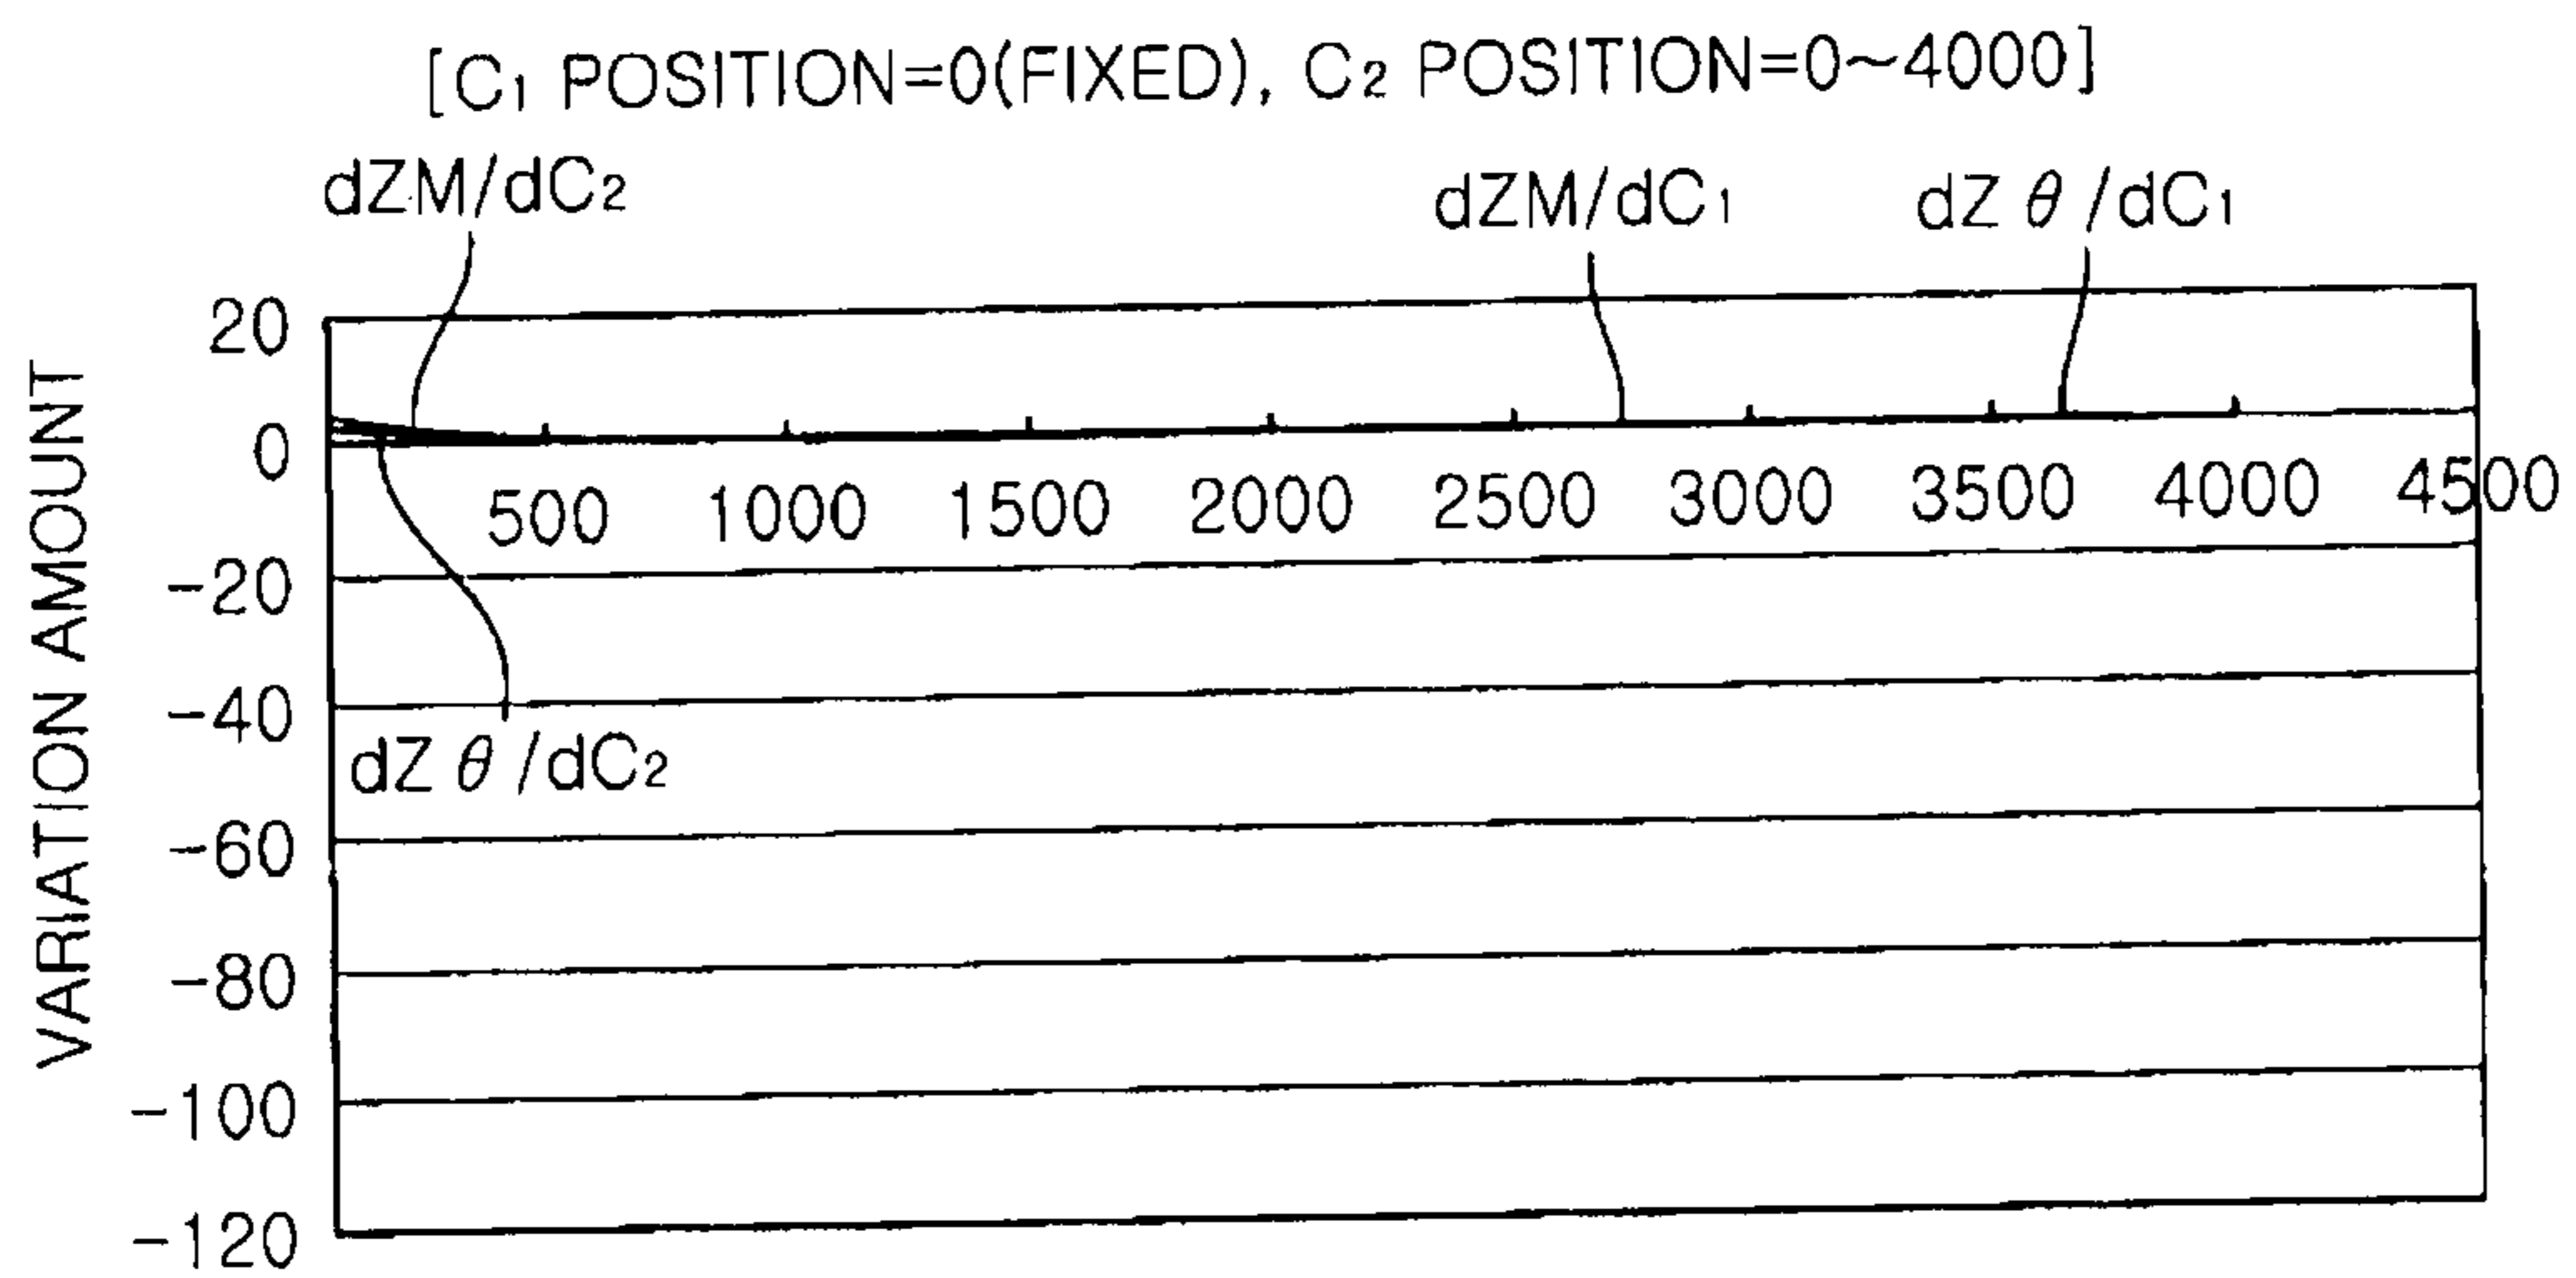 [C₁ POSITION=0(FIXED), C₂ POSITION=0~4000]
dZM/dC₂
dZM/dC₁
dZ θ /dC₁
VARIATION AMOUNT
20
0
500
1000
1500
2000
2500
3000
3500
4000
4500
-20
-40
dZ θ /dC₂
-60
-80
-100
-120